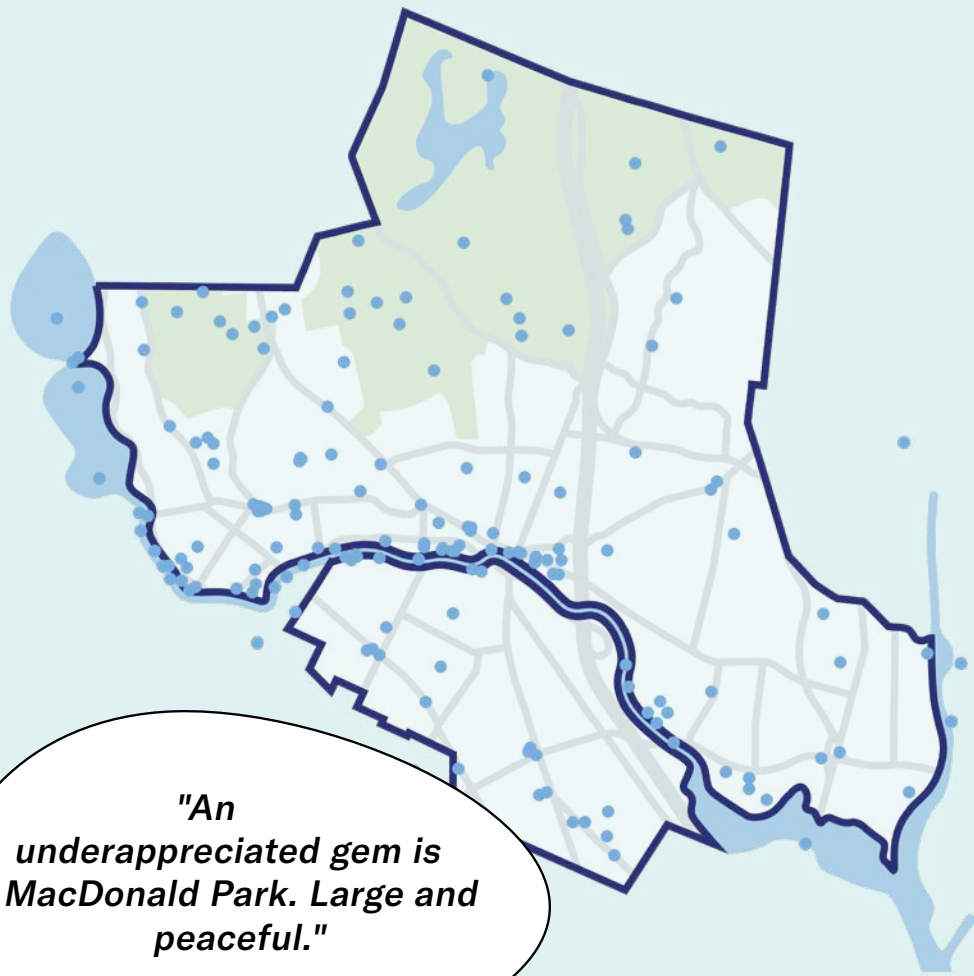 "An
underappreciated gem is
MacDonald Park. Large and
peaceful."